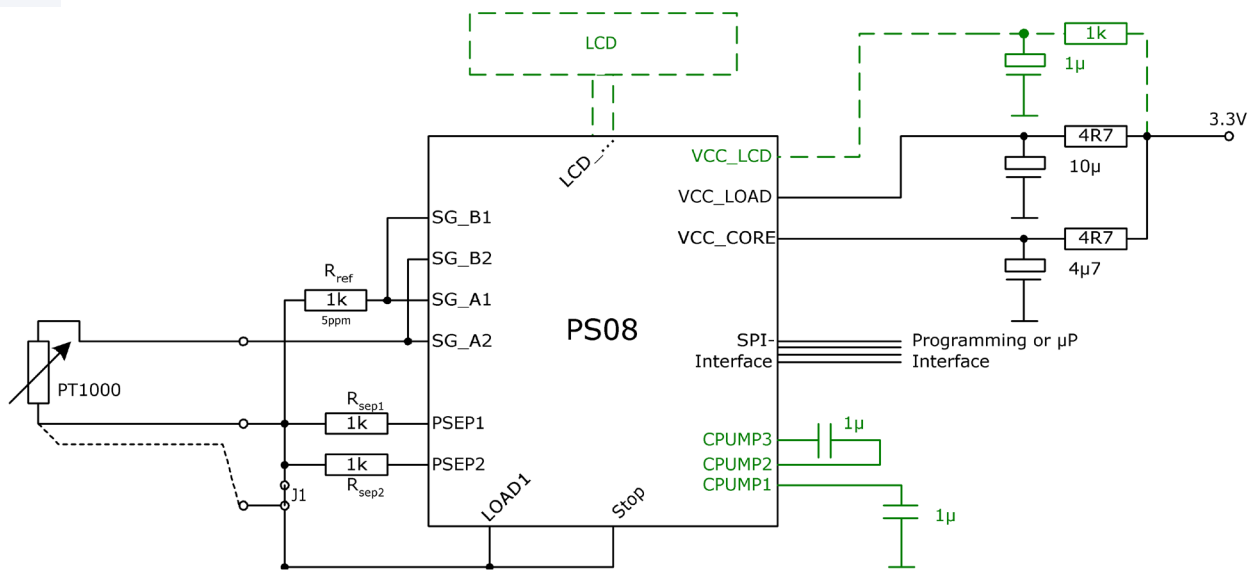 LCD
1k
1µ
3.3V
4R7
10µ
LCD_...
VCC_LCD
VCC_LOAD
VCC_CORE
4R7
4µ7
SG_B1
SG_B2
SG_A1
SG_A2
Rref
1k
5ppm
PS08
PT1000
SPI-
Interface
Programming or µP
Interface
Rsep1
1k
PSEP1
1k
PSEP2
Rsep2
J1
LOAD1
Stop
CPUMP3
CPUMP2
CPUMP1
1µ
1µ